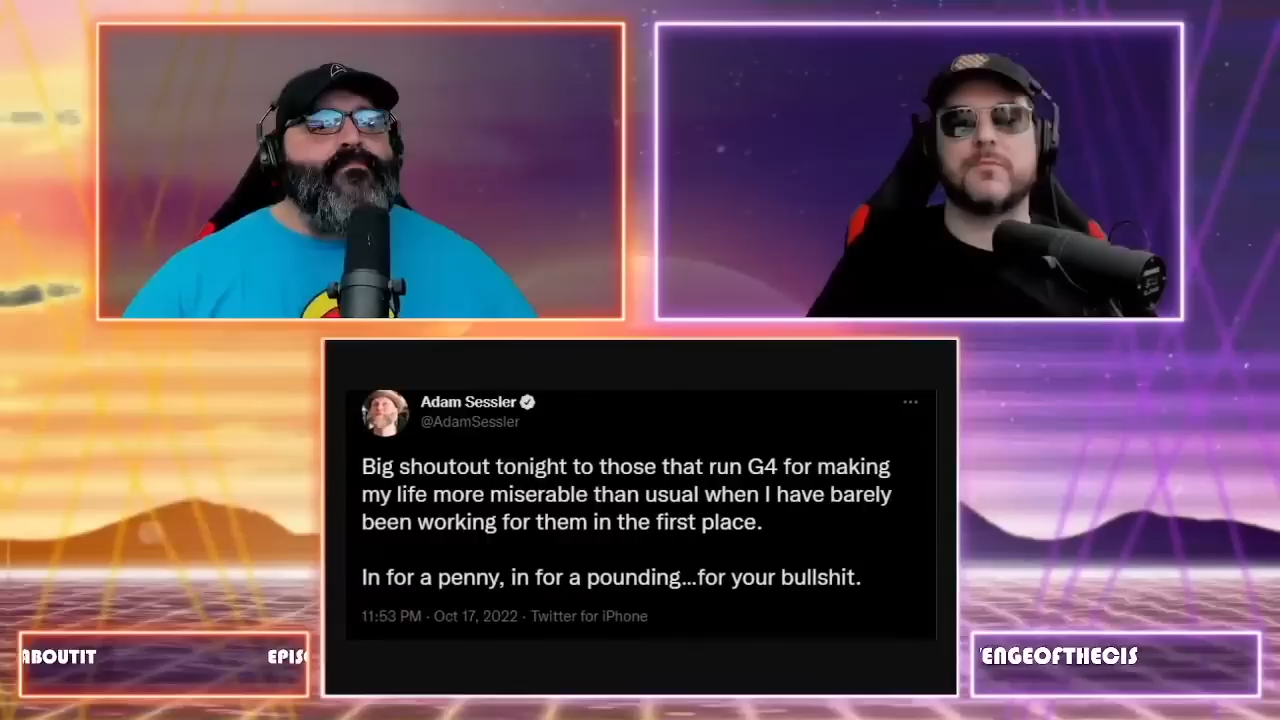 Adam Sessler
@AdamSessler
Big shoutout tonight to those that run G4 for making
my life more miserable than usual when I have barely
been working for them in the first place.
In for a penny, in for a pounding...for your bullshit.
11:53 PM · Oct 17, 2022 · Twitter for iPhone
ABOUTIT
EPIS
ENGEOFTHECIS